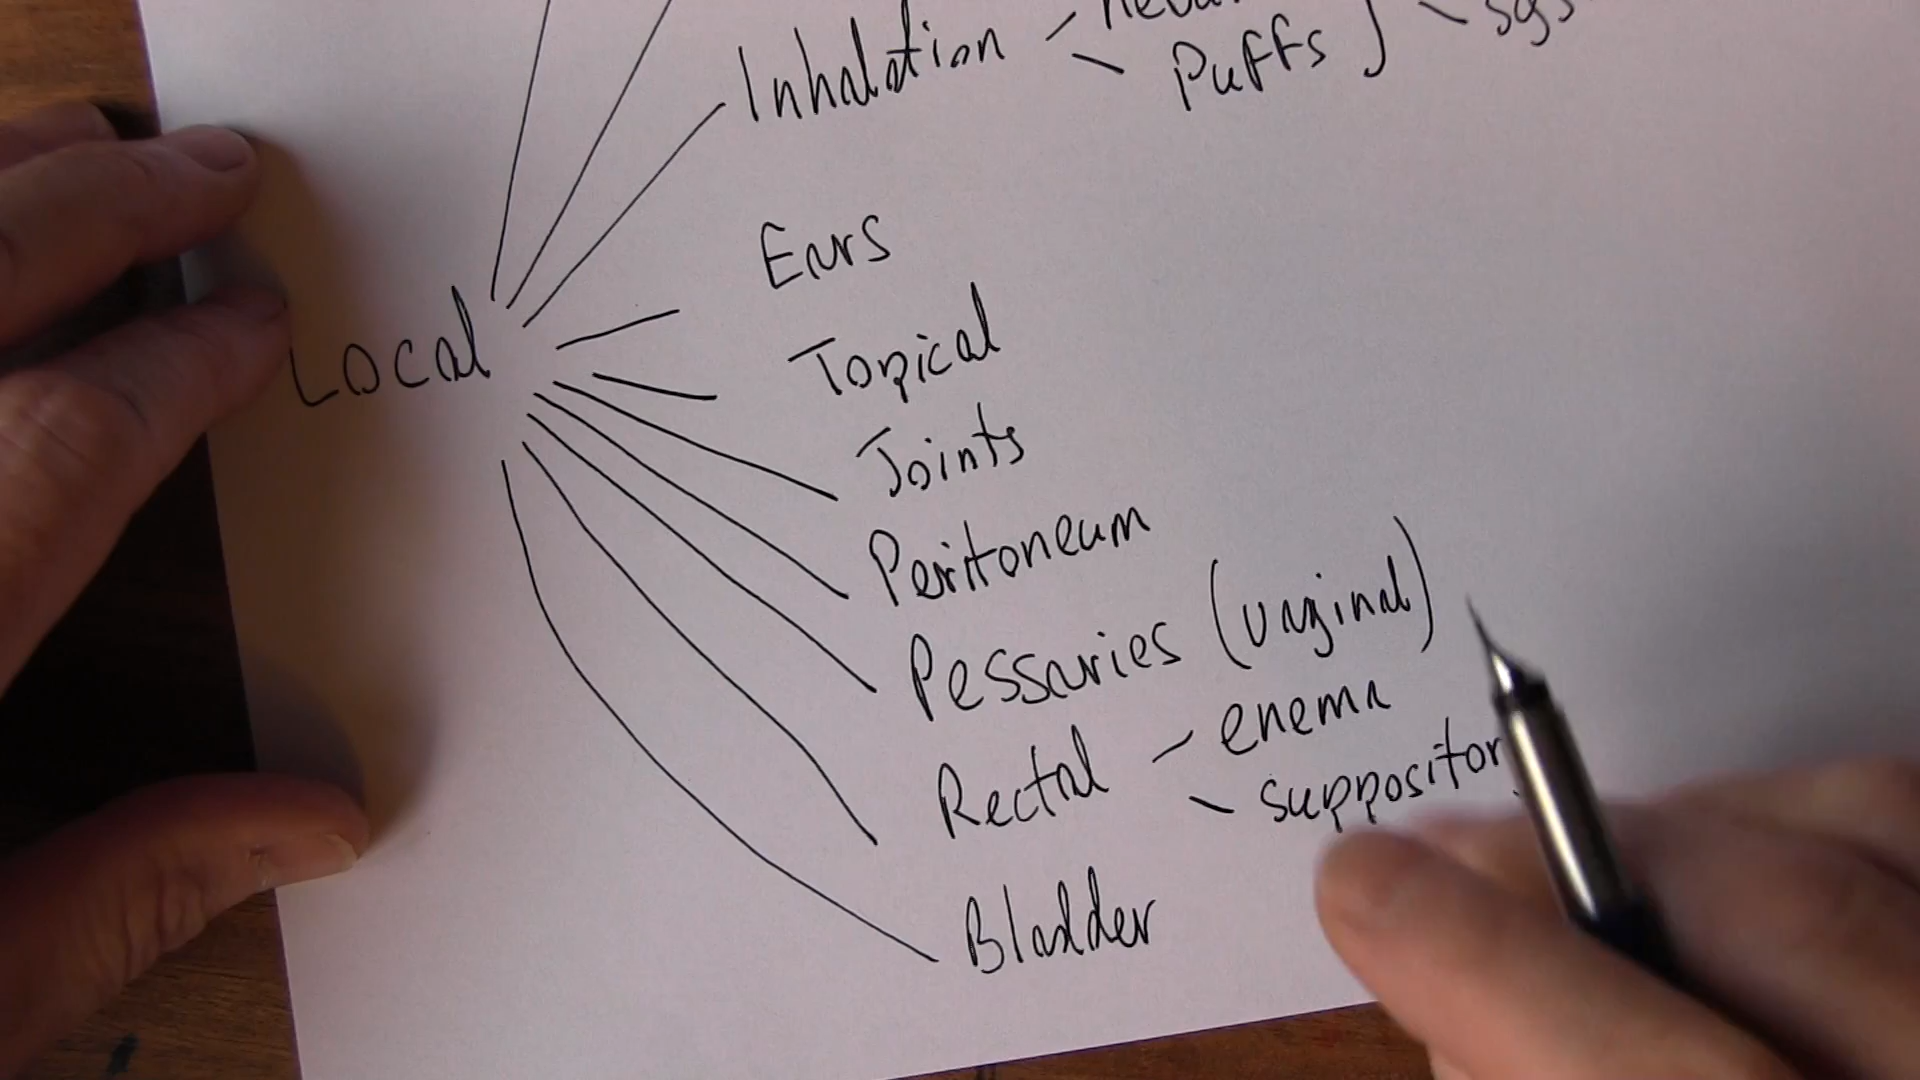 Inhalation
Puffs
Ears
Local
Topical
Joints
Peritoneum
Pessaries (vaginal)
Rectal - enema
- suppositor
Bladder